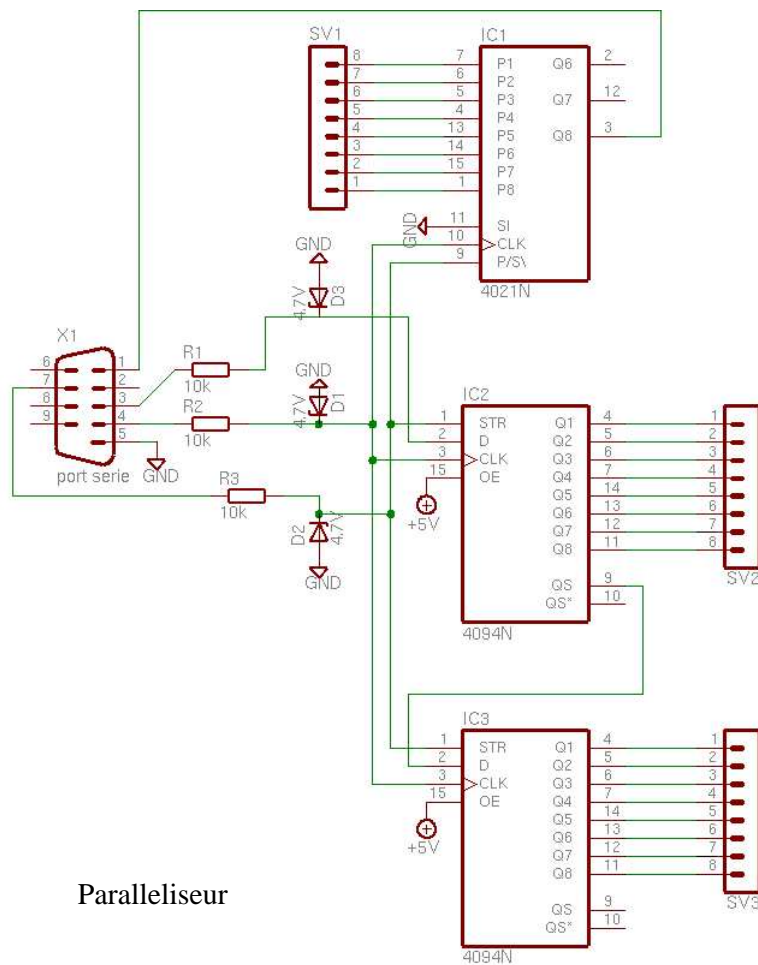 SV1
8
7
6
5
4
3
2
1
IC1
7 P1 Q6 2
6 P2
5 P3 Q7 12
4 P4
13 P5 Q8 3
14 P6
15 P7
1 P8
GND 11 SI
10 CLK
9 P/S\
4021N
GND
4.7V D3
X1
6 1
7 2
8 3
9 4
5
port serie
GND
R1
10k
R2
10k
GND
4.7V D1
R3
10k
D2 4.7V
GND
IC2
1 STR Q1 4
2 D Q2 5
3 CLK Q3 6
15 OE Q4 7
Q5 14
Q6 13
Q7 12
Q8 11
QS 9
QS* 10
+5V
4094N
1
2
3
4
5
6
7
8
SV2
IC3
1 STR Q1 4
2 D Q2 5
3 CLK Q3 6
15 OE Q4 7
Q5 14
Q6 13
Q7 12
Q8 11
QS 9
QS* 10
+5V
4094N
1
2
3
4
5
6
7
8
SV3
Paralleliseur